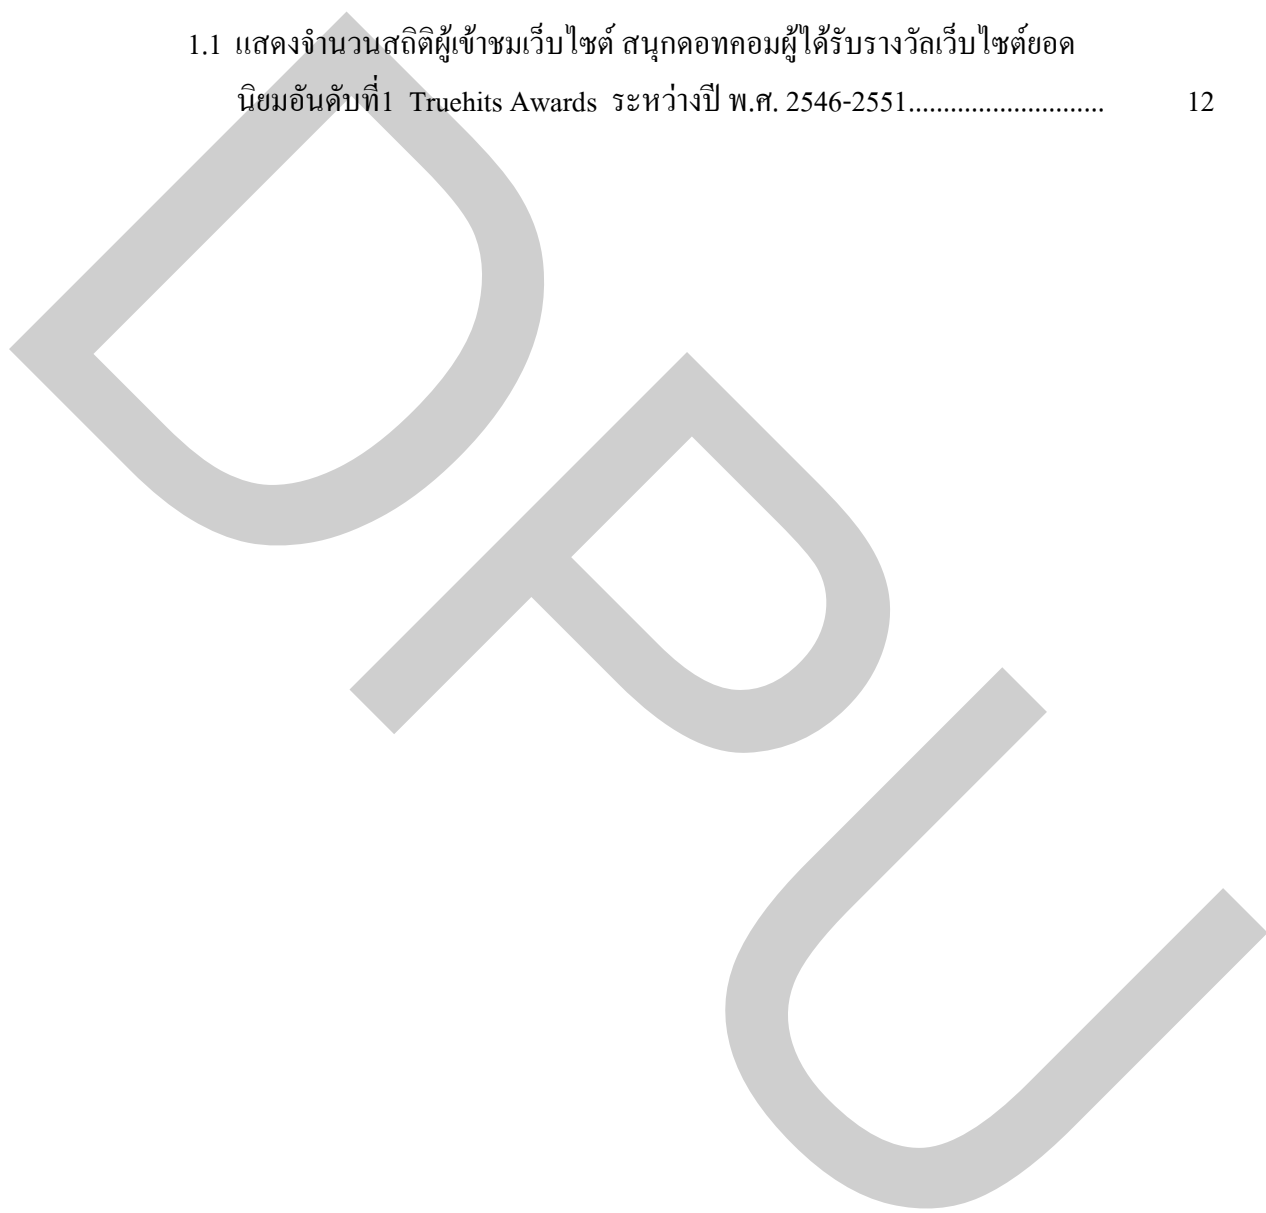 1.1 แสดงจำนวนสถิติผู้เข้าชมเว็บไซต์ สนุกดอทคอมผู้ได้รับรางวัลเว็บไซต์ยอด
นิยมอันดับที่1 Truehits Awards ระหว่างปี พ.ศ. 2546-2551............................ 12
DPU